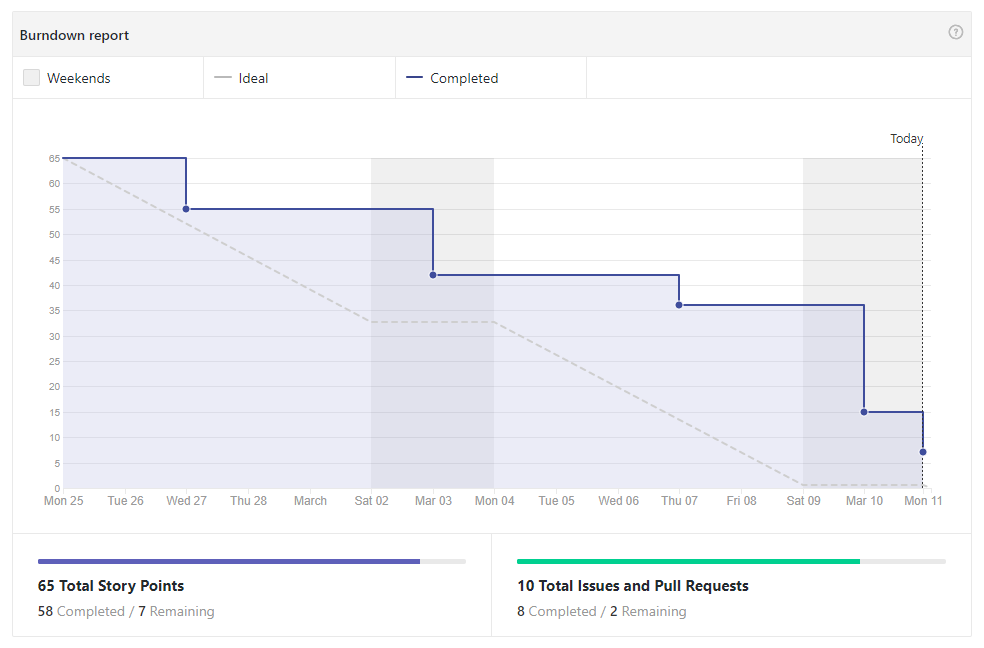 Burndown report
?
Weekends
Ideal
Completed
Today
65
60
55
50
45
40
35
30
25
20
15
10
5
0
Mon 25 Tue 26 Wed 27 Thu 28 March Sat 02 Mar 03 Mon 04 Tue 05 Wed 06 Thu 07 Fri 08 Sat 09 Mar 10 Mon 11
65 Total Story Points
58 Completed / 7 Remaining
10 Total Issues and Pull Requests
8 Completed / 2 Remaining